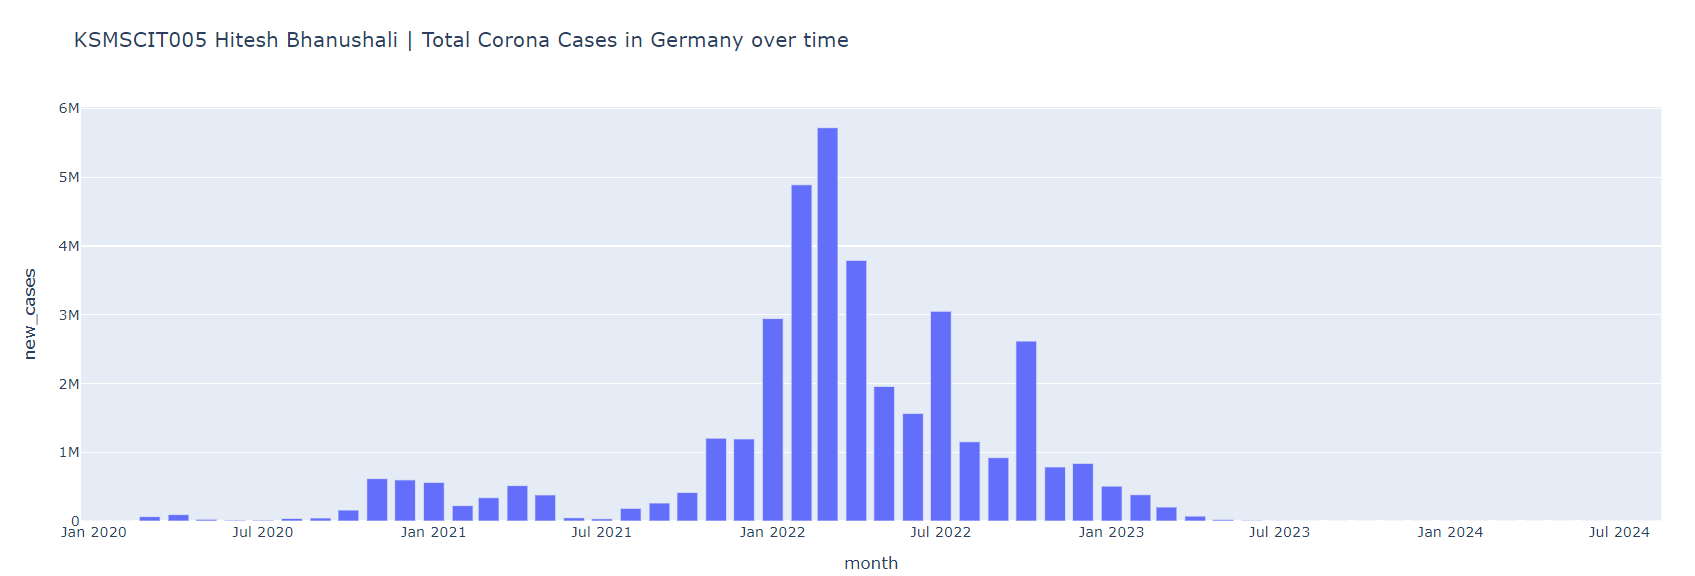 KSMSCIT005 Hitesh Bhanushali | Total Corona Cases in Germany over time
6M
5M
4M
3M
2M
1M
0
new_cases
Jan 2020 Jul 2020 Jan 2021 Jul 2021 Jan 2022 Jul 2022 Jan 2023 Jul 2023 Jan 2024 Jul 2024
month